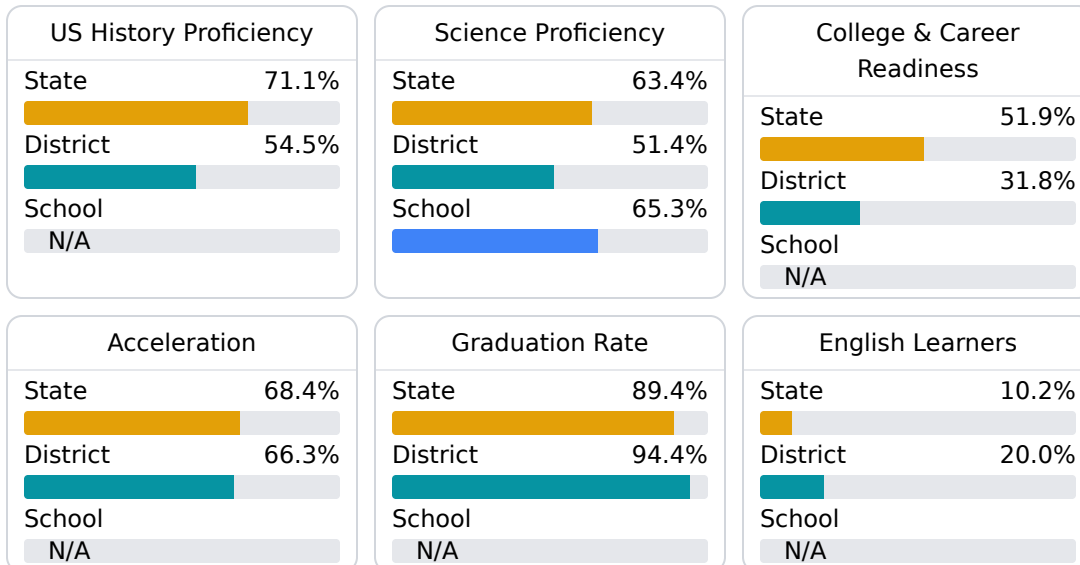 US History Proficiency
State 71.1%
District 54.5%
School
N/A
Science Proficiency
State 63.4%
District 51.4%
School 65.3%
College & Career
Readiness
State 51.9%
District 31.8%
School
N/A
Acceleration
State 68.4%
District 66.3%
School
N/A
Graduation Rate
State 89.4%
District 94.4%
School
N/A
English Learners
State 10.2%
District 20.0%
School
N/A